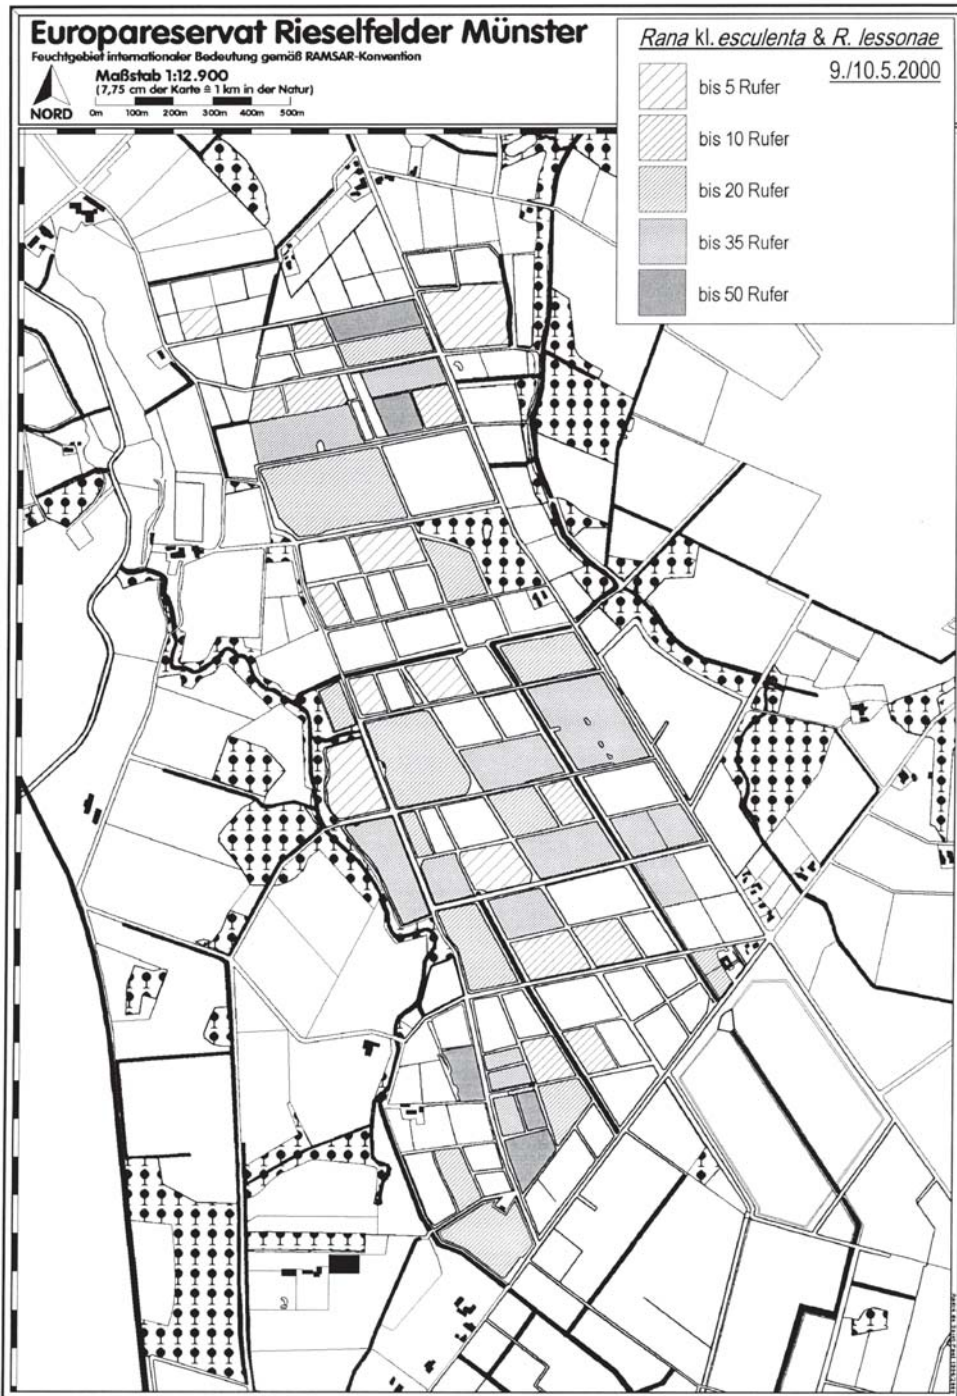 Europareservat Rieselfelder Münster
Feuchtgebiet internationaler Bedeutung gemäß RAMSAR-Konvention
Maßstab 1:12.900
(7,75 cm der Karte ≙ 1 km in der Natur)
NORD
0m 100m 200m 300m 400m 500m
Rana kl. esculenta & R. lessonae
9./10.5.2000
bis 5 Rufer
bis 10 Rufer
bis 20 Rufer
bis 35 Rufer
bis 50 Rufer